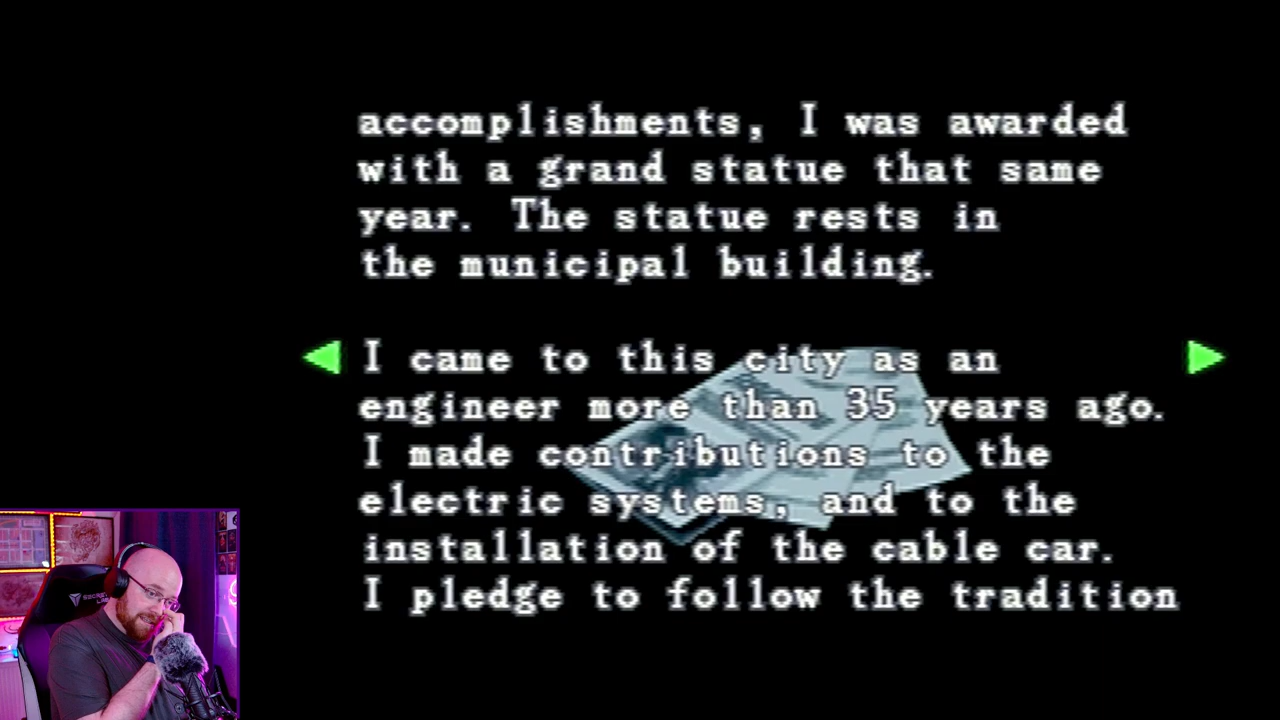 accomplishments, I was awarded
with a grand statue that same
year. The statue rests in
the municipal building.
I came to this city as an
engineer more than 35 years ago.
I made contributions to the
electric systems, and to the
installation of the cable car.
I pledge to follow the tradition